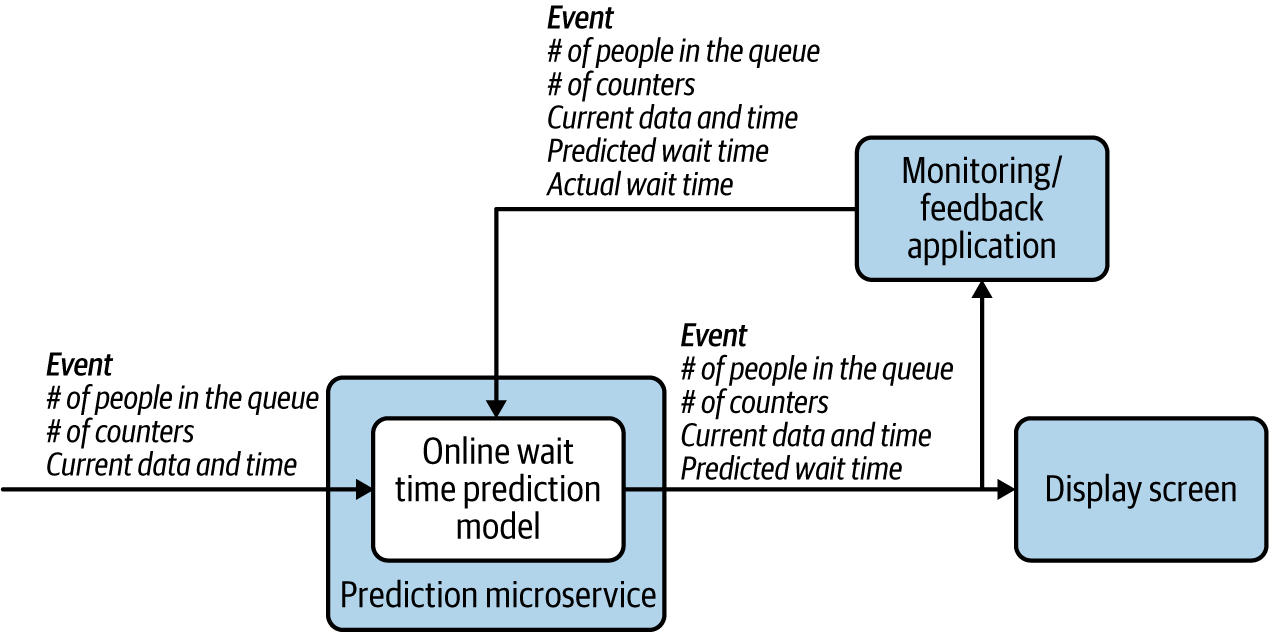 Event
# of people in the queue
# of counters
Current data and time
Predicted wait time
Actual wait time
Monitoring/
feedback
application
Event
# of people in the queue
# of counters
Current data and time
Event
# of people in the queue
# of counters
Current data and time
Predicted wait time
Online wait
time prediction
model
Prediction microservice
Display screen